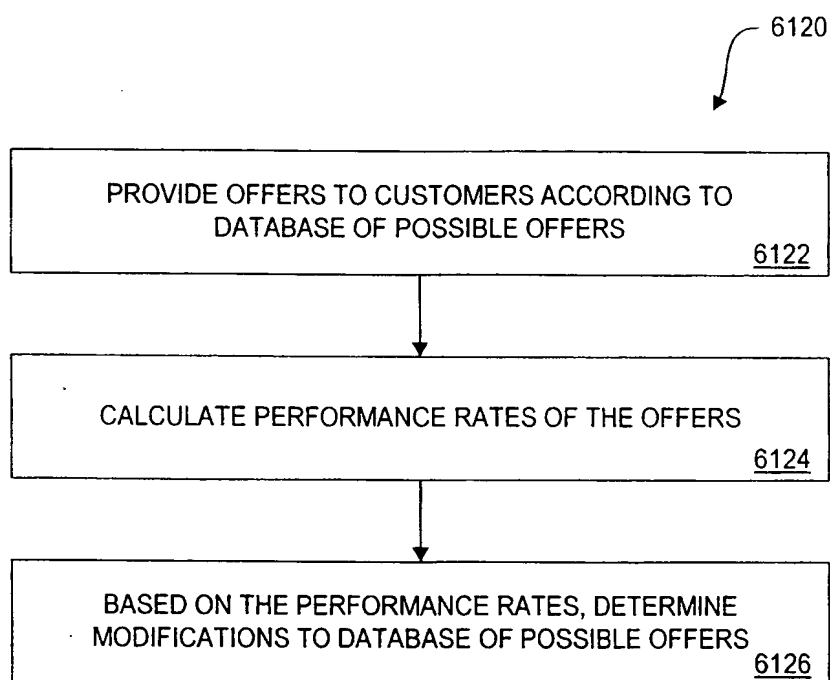 6120
PROVIDE OFFERS TO CUSTOMERS ACCORDING TO
DATABASE OF POSSIBLE OFFERS
6122
CALCULATE PERFORMANCE RATES OF THE OFFERS
6124
BASED ON THE PERFORMANCE RATES, DETERMINE
MODIFICATIONS TO DATABASE OF POSSIBLE OFFERS
6126